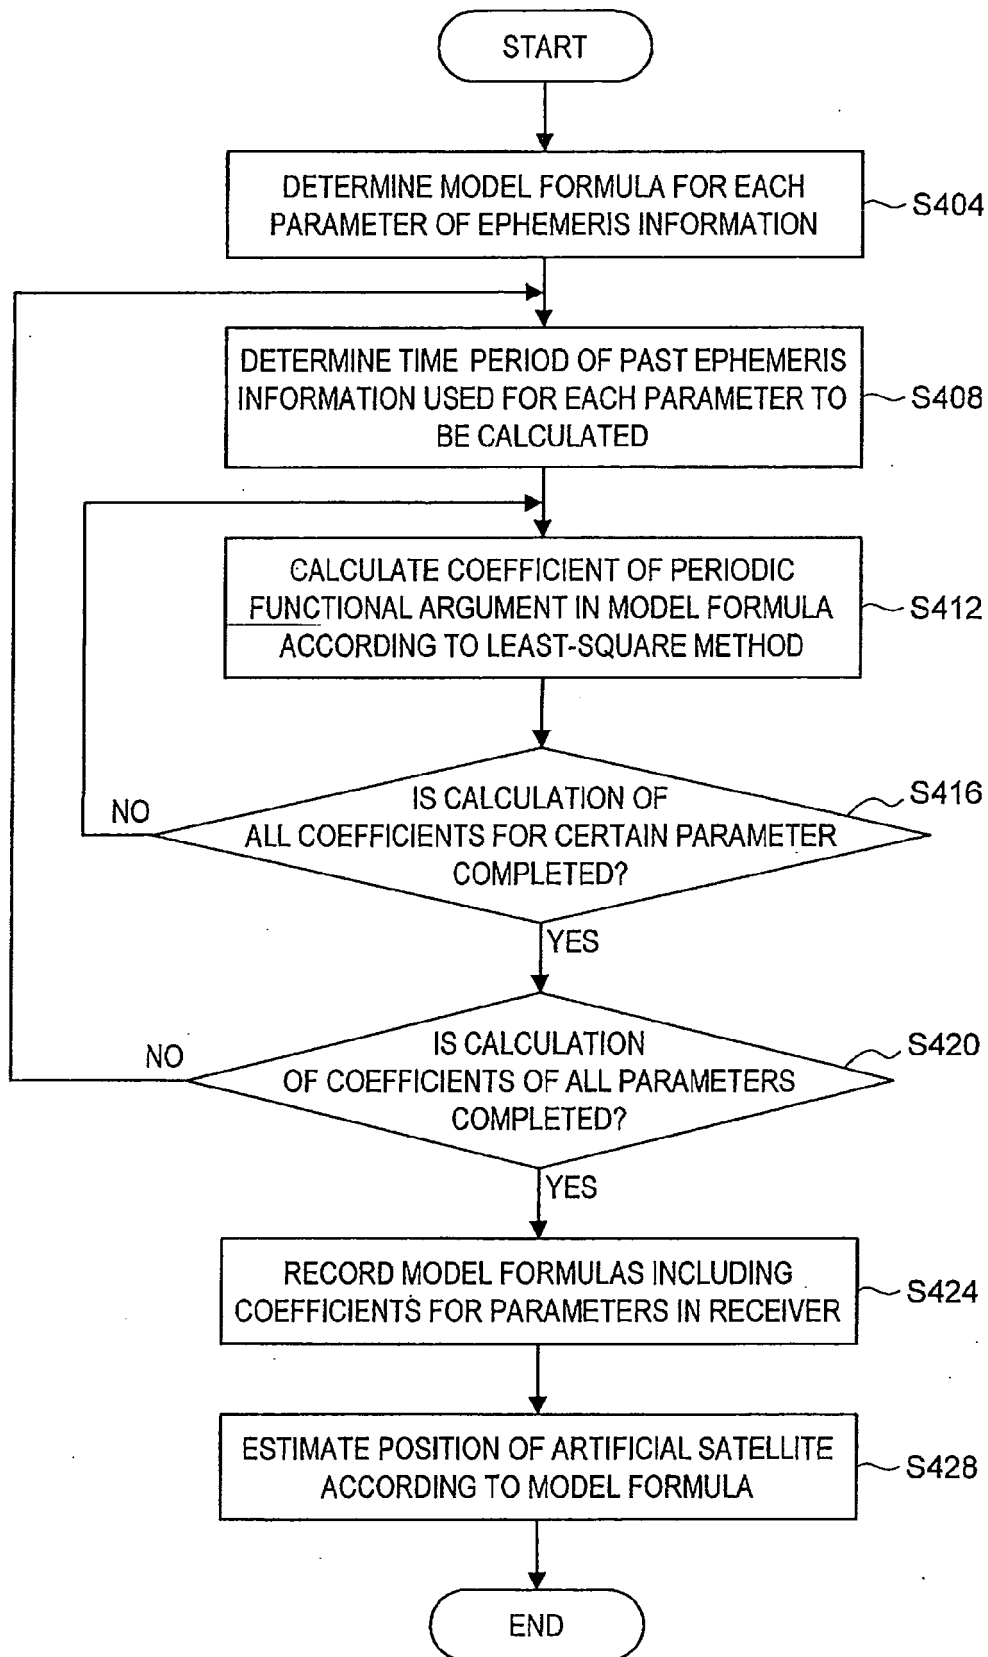 START
DETERMINE MODEL FORMULA FOR EACH
PARAMETER OF EPHEMERIS INFORMATION
S404
DETERMINE TIME PERIOD OF PAST EPHEMERIS
INFORMATION USED FOR EACH PARAMETER TO
BE CALCULATED
S408
CALCULATE COEFFICIENT OF PERIODIC
FUNCTIONAL ARGUMENT IN MODEL FORMULA
ACCORDING TO LEAST-SQUARE METHOD
S412
IS CALCULATION OF
ALL COEFFICIENTS FOR CERTAIN PARAMETER
COMPLETED?
S416
NO
YES
IS CALCULATION
OF COEFFICIENTS OF ALL PARAMETERS
COMPLETED?
S420
NO
YES
RECORD MODEL FORMULAS INCLUDING
COEFFICIENTS FOR PARAMETERS IN RECEIVER
S424
ESTIMATE POSITION OF ARTIFICIAL SATELLITE
ACCORDING TO MODEL FORMULA
S428
END